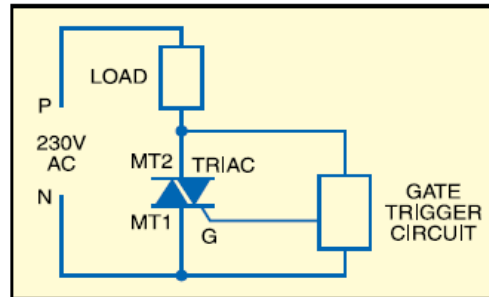 LOAD
P
230V
AC
N
MT2 TRIAC
MT1
G
GATE
TRIGGER
CIRCUIT